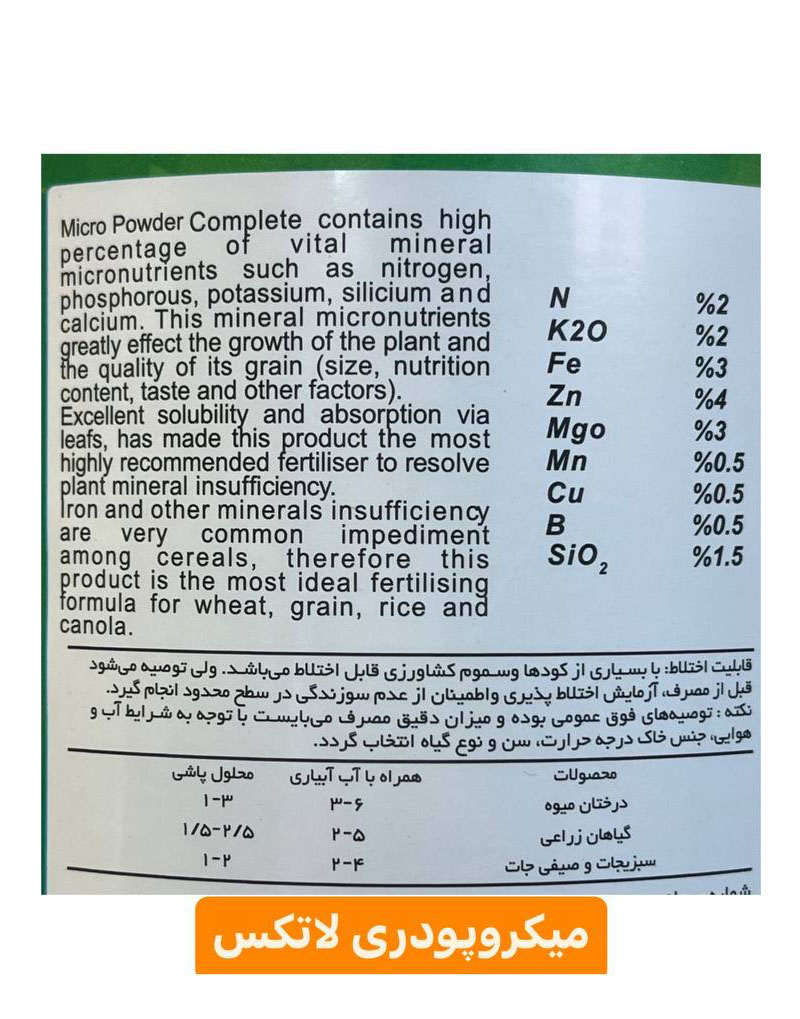 Micro Powder Complete contains high
percentage of vital mineral
micronutrients such as nitrogen,
phosphorous, potassium, silicium and
calcium. This mineral micronutrients
greatly effect the growth of the plant and
the quality of its grain (size, nutrition
content, taste and other factors).
Excellent solubility and absorption via
leafs, has made this product the most
highly recommended fertiliser to resolve
plant mineral insufficiency.
Iron and other minerals insufficiency
are very common impediment
among cereals, therefore this
product is the most ideal fertilising
formula for wheat, grain, rice and
canola.
N %2
K2O %2
Fe %3
Zn %4
Mgo %3
Mn %0.5
Cu %0.5
B %0.5
SiO₂ %1.5
قابلیت اختلاط: با بسیاری از کودها وسموم کشاورزی قابل اختلاط می‌باشد. ولی توصیه می‌شود
قبل از مصرف، آزمایش اختلاط پذیری واطمینان از عدم سوزندگی در سطح محدود انجام گیرد.
نکته : توصیه‌های فوق عمومی بوده و میزان دقیق مصرف می‌بایست با توجه به شرایط آب و
هوایی، جنس خاک درجه حرارت، سن و نوع گیاه انتخاب گردد.
محصولات همراه با آب آبیاری محلول پاشی
درختان میوه ۳-۶ ۱-۳
گیاهان زراعی ۲-۵ ۱/۵-۲/۵
سبزیجات و صیفی جات ۲-۴ ۱-۲
میکروپودری لاتکس